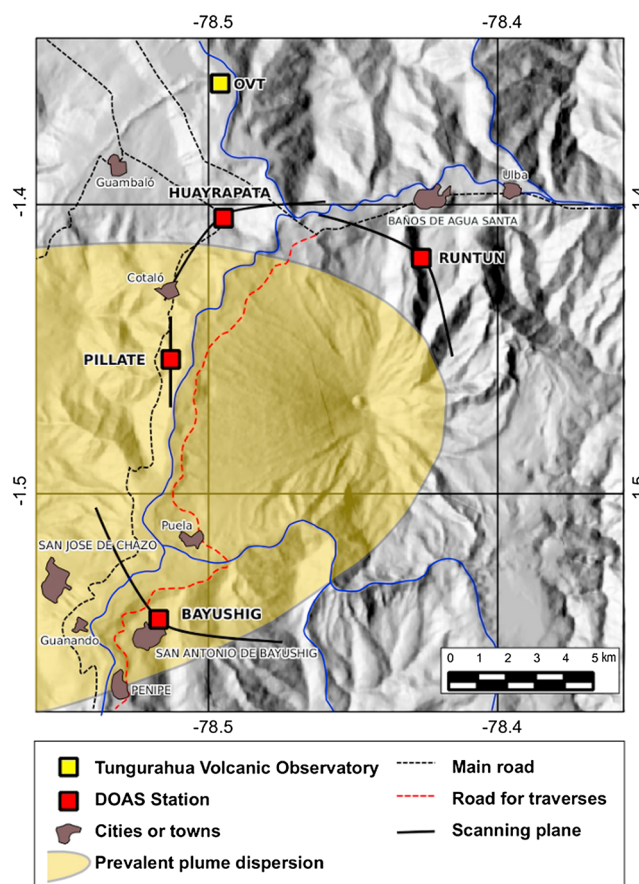 -78.5 -78.4
OVT
Guambaló
Ulba
HUAYRAPATA
-1.4 -1.4
BAÑOS DE AGUA SANTA
RUNTUN
Cotaló
PILLATE
-1.5 -1.5
Puela
SAN JOSE DE CHAZO
BAYUSHIG
Guanando
SAN ANTONIO DE BAYUSHIG
0 1 2 3 4 5 km
PENIPE
-78.5 -78.4
Tungurahua Volcanic Observatory
DOAS Station
Cities or towns
Prevalent plume dispersion
Main road
Road for traverses
Scanning plane